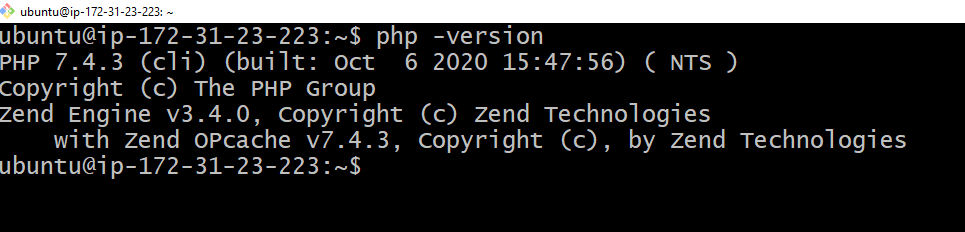 ubuntu@ip-172-31-23-223: ~
ubuntu@ip-172-31-23-223:~$ php -version
PHP 7.4.3 (cli) (built: Oct  6 2020 15:47:56) ( NTS )
Copyright (c) The PHP Group
Zend Engine v3.4.0, Copyright (c) Zend Technologies
    with Zend OPcache v7.4.3, Copyright (c), by Zend Technologies
ubuntu@ip-172-31-23-223:~$